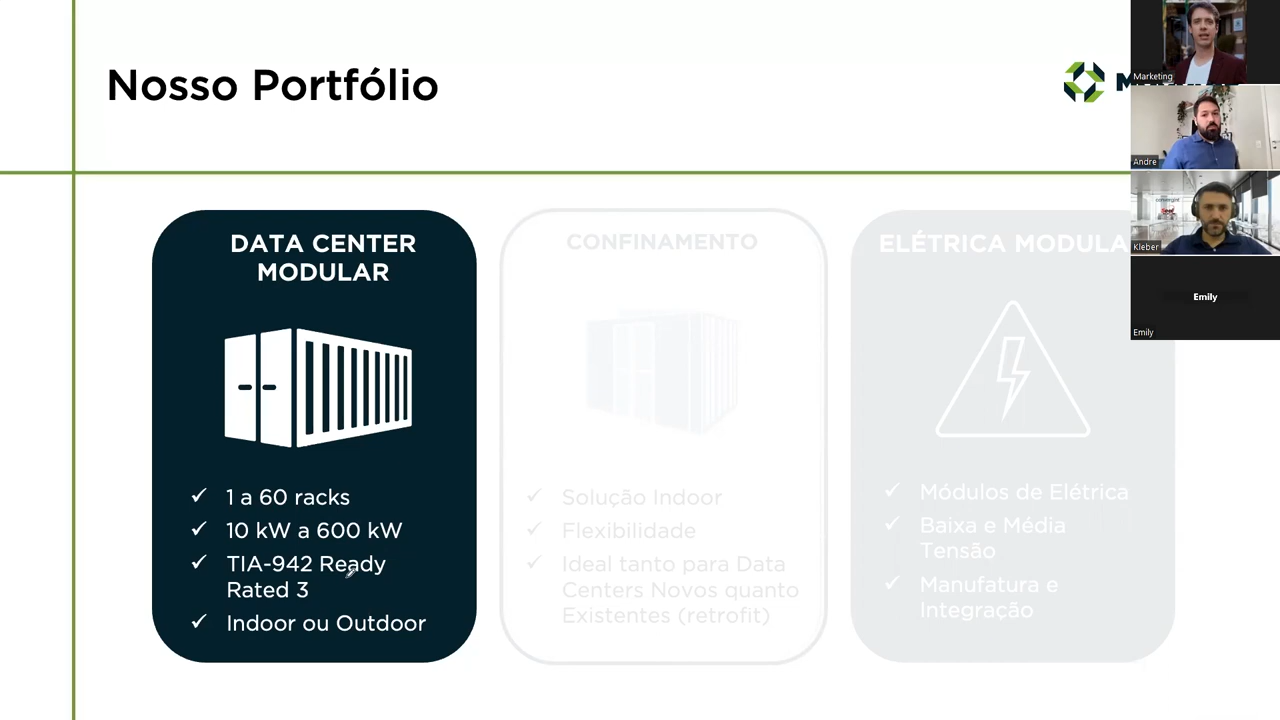 Nosso Portfólio
Marketing
Andre
Kleber
Emily
Emily
DATA CENTER
MODULAR
1 a 60 racks
10 kW a 600 kW
TIA-942 Ready
Rated 3
Indoor ou Outdoor
CONFINAMENTO
Solução Indoor
Flexibilidade
Ideal tanto para Data
Centers Novos quanto
Existentes (retrofit)
ELÉTRICA MODULA
Módulos de Elétrica
Baixa e Média
Tensão
Manufatura e
Integração